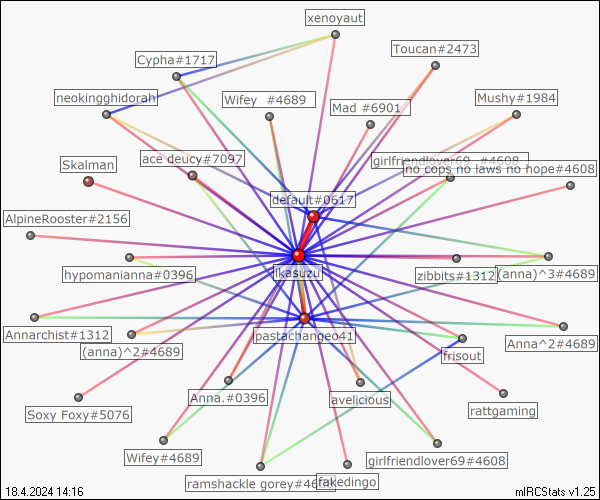 xenoyaut
Toucan#2473
Cypha#1717
neokingghidorah
Wifey #4689
Mad #6901
Mushy#1984
Skalman
ace deucy#7097
girlfriendlover69 #4608
no cops no laws no hope#4608
default#0617
AlpineRooster#2156
hypomanianna#0396
ikasuzu
zibbits#1312
(anna)^3#4689
Annarchist#1312
(anna)^2#4689
pastachangeo41
frisout
Anna^2#4689
Soxy Foxy#5076
Anna.#0396
avelicious
rattgaming
Wifey#4689
ramshackle gorey#46
fakedingo
girlfriendlover69#4608
18.4.2024 14:16
mIRCStats v1.25